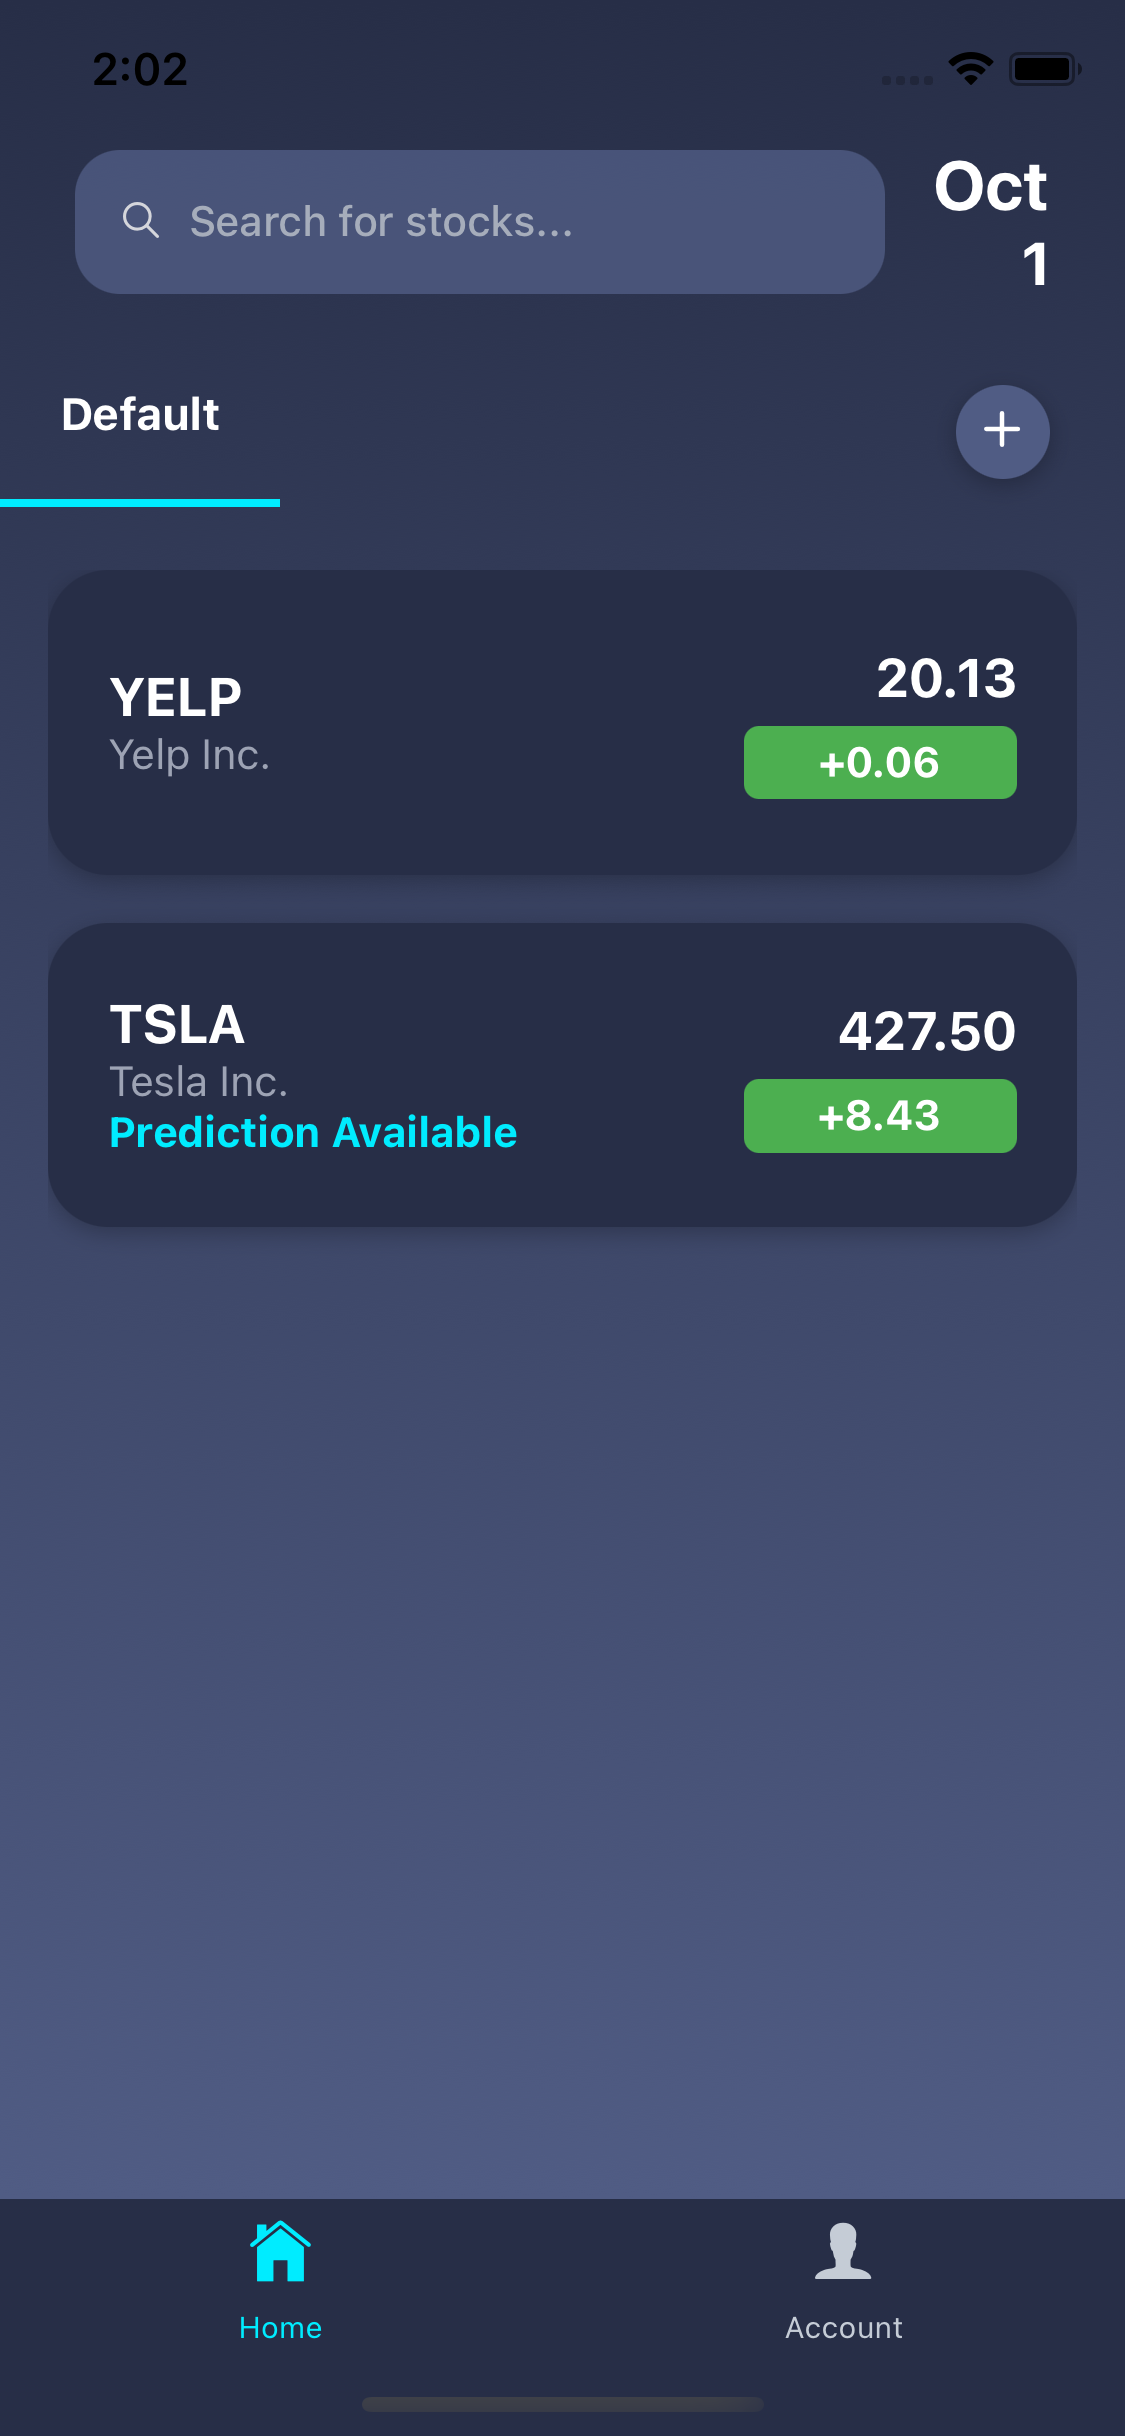 2:02
Search for stocks...
Oct
1
Default
YELP
Yelp Inc.
20.13
+0.06
TSLA
Tesla Inc.
Prediction Available
427.50
+8.43
Home
Account